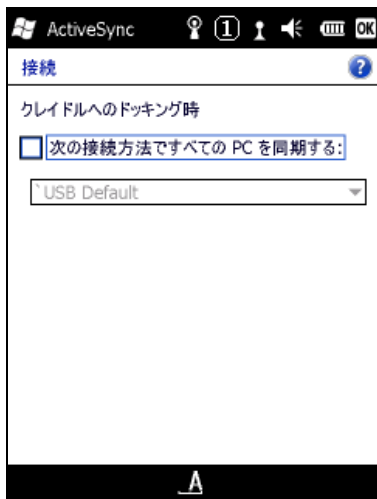 ActiveSync 1 OK
接続 ?
クレイドルへのドッキング時
次の接続方法ですべての PC を同期する:
`USB Default
A